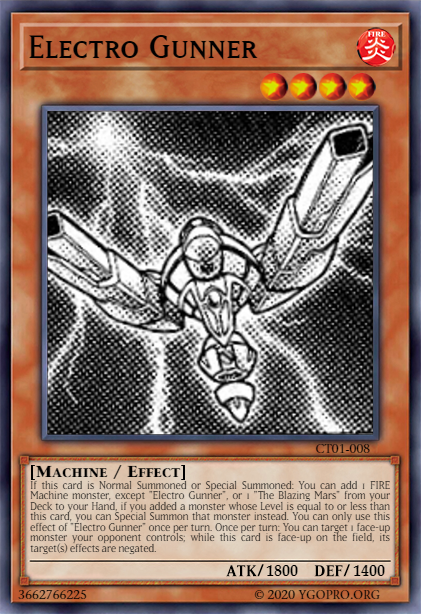 Electro Gunner
FIRE
炎
CT01-008
[Machine / Effect]
If this card is Normal Summoned or Special Summoned: You can add 1 FIRE
Machine monster, except "Electro Gunner", or 1 "The Blazing Mars" from your
Deck to your Hand, if you added a monster whose Level is equal to or less than
this card, you can Special Summon that monster instead. You can only use this
effect of "Electro Gunner" once per turn. Once per turn: You can target 1 face-up
monster your opponent controls; while this card is face-up on the field, its
target(s) effects are negated.
ATK/1800 DEF/1400
3662766225
© 2020 YGOPRO.ORG